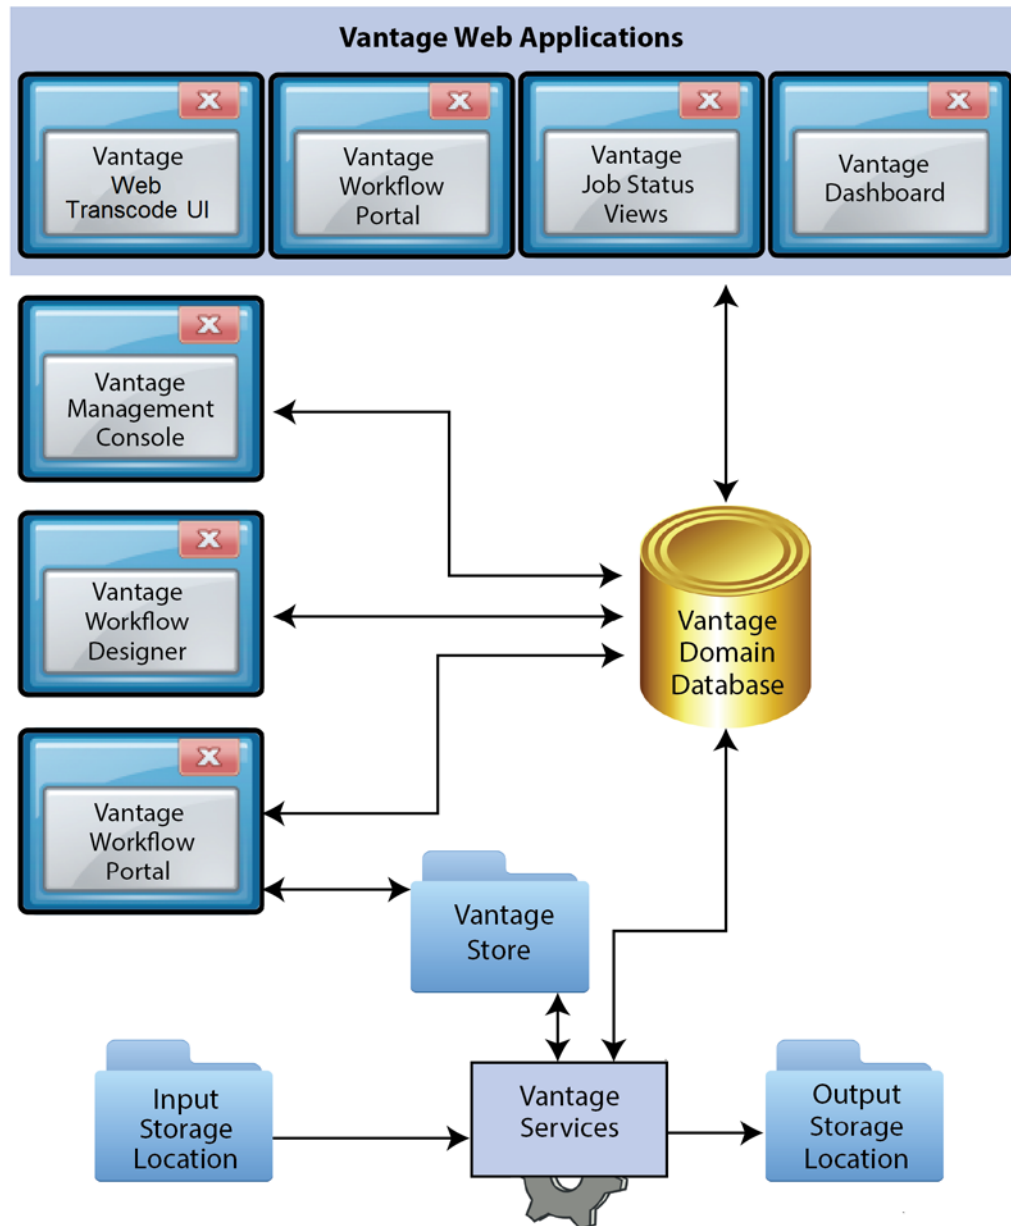 Vantage Web Applications
Vantage
Web
Transcode UI
Vantage
Workflow
Portal
Vantage
Job Status
Views
Vantage
Dashboard
Vantage
Management
Console
Vantage
Workflow
Designer
Vantage
Domain
Database
Vantage
Workflow
Portal
Vantage
Store
Input
Storage
Location
Vantage
Services
Output
Storage
Location